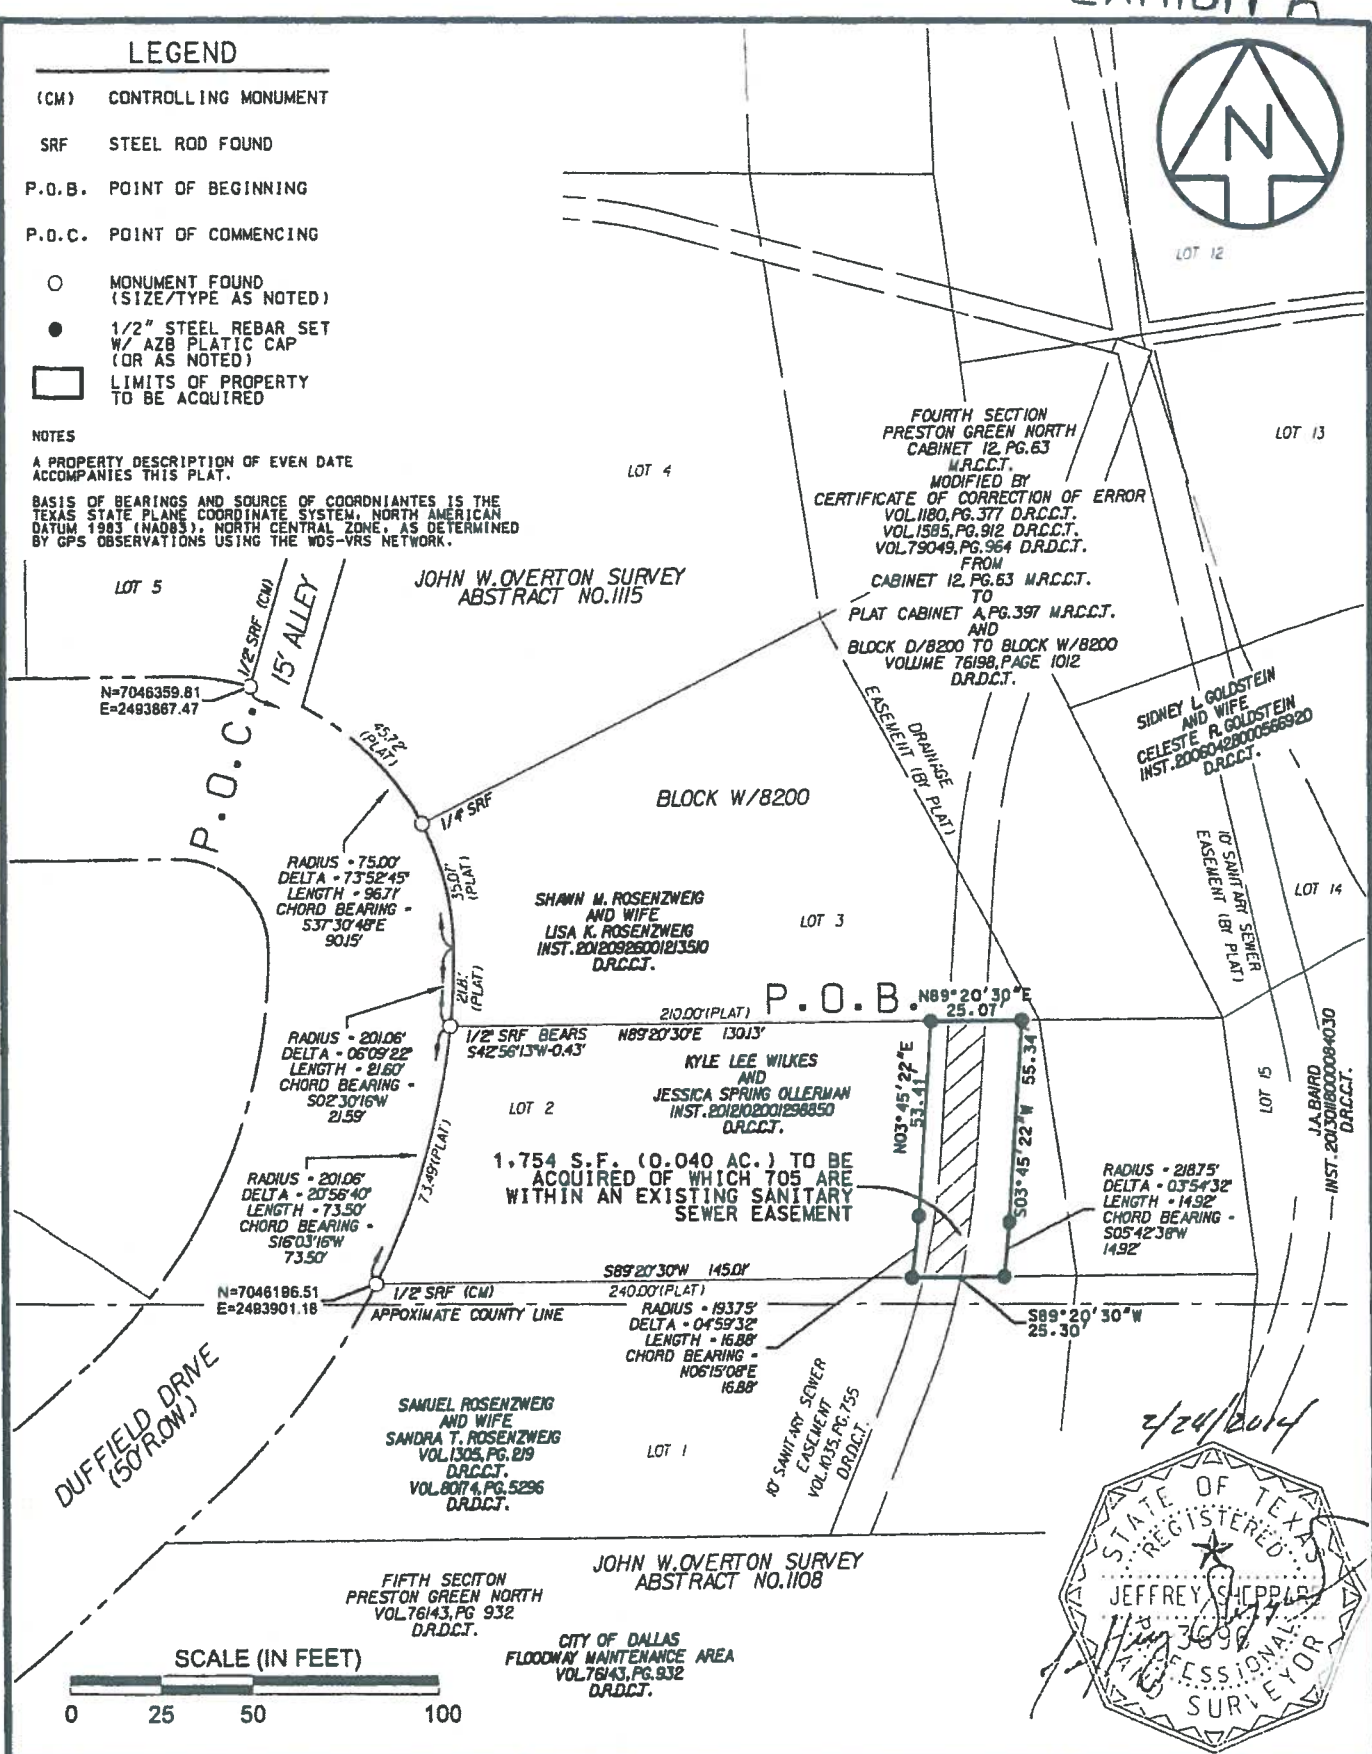 EXHIBIT A
LEGEND
(CM) CONTROLLING MONUMENT
SRF STEEL ROD FOUND
P.O.B. POINT OF BEGINNING
P.O.C. POINT OF COMMENCING
MONUMENT FOUND
(SIZE/TYPE AS NOTED)
1/2" STEEL REBAR SET
W/ AZB PLATIC CAP
(OR AS NOTED)
LIMITS OF PROPERTY
TO BE ACQUIRED
NOTES
A PROPERTY DESCRIPTION OF EVEN DATE
ACCOMPANIES THIS PLAT.
BASIS OF BEARINGS AND SOURCE OF COORDNIANTES IS THE
TEXAS STATE PLANE COORDINATE SYSTEM, NORTH AMERICAN
DATUM 1983 (NAD83), NORTH CENTRAL ZONE, AS DETERMINED
BY GPS OBSERVATIONS USING THE WDS-VRS NETWORK.
N
LOT 12
LOT 13
LOT 4
FOURTH SECTION
PRESTON GREEN NORTH
CABINET 12, PG.63
M.R.C.C.T.
MODIFIED BY
CERTIFICATE OF CORRECTION OF ERROR
VOL.1180, PG.377 D.R.C.C.T.
VOL.1585, PG.912 D.R.C.C.T.
VOL.79049, PG.964 D.R.D.C.T.
FROM
CABINET 12, PG.63 M.R.C.C.T.
TO
PLAT CABINET A, PG.397 M.R.C.C.T.
AND
BLOCK D/8200 TO BLOCK W/8200
VOLUME 76198, PAGE 1012
D.R.D.C.T.
LOT 5
1/2" SRF (CM)
15' ALLEY
JOHN W. OVERTON SURVEY
ABSTRACT NO. 1115
N=7046359.81
E=2493867.47
P.O.C.
45.72'
(PLAT)
1/4" SRF
DRAINAGE
EASEMENT (BY PLAT)
SIDNEY L. GOLDSTEIN
AND WIFE
CELESTE R. GOLDSTEIN
INST.20060428000566920
D.R.C.C.T.
BLOCK W/8200
RADIUS = 75.00'
DELTA = 73°52'45"
LENGTH = 96.71'
CHORD BEARING =
S37°30'48"E
90.15'
55.07'
(PLAT)
SHAWN M. ROSENZWEIG
AND WIFE
LISA K. ROSENZWEIG
INST.20120926001213510
D.R.C.C.T.
LOT 3
10' SANITARY SEWER
EASEMENT (BY PLAT)
LOT 14
(PLAT)
P.O.B.
N89°20'30"E
25.07'
210.00'(PLAT)
1/2" SRF BEARS
S42°56'13"W-0.43'
N89°20'30"E 130.13'
RADIUS = 201.06'
DELTA = 06°09'22"
LENGTH = 21.60'
CHORD BEARING =
S02°30'16"W
21.59'
LOT 2
KYLE LEE WILKES
AND
JESSICA SPRING OLLERMAN
INST.2012102001298850
D.R.C.C.T.
N03°45'22"E
53.41'
S03°45'22"W 55.34'
LOT 15
J.A. BAIRD
INST.20130118000084030
D.R.C.C.T.
73.49'(PLAT)
1,754 S.F. (0.040 AC.) TO BE
ACQUIRED OF WHICH 705 ARE
WITHIN AN EXISTING SANITARY
SEWER EASEMENT
RADIUS = 201.06'
DELTA = 20°56'40"
LENGTH = 73.50'
CHORD BEARING =
S16°03'16"W
73.50'
RADIUS = 218.75'
DELTA = 03°54'32"
LENGTH = 14.92'
CHORD BEARING =
S05°42'38"W
14.92'
S89°20'30"W 145.01'
240.00'(PLAT)
N=7046186.51
E=2493901.18
1/2" SRF (CM)
APPOXIMATE COUNTY LINE
RADIUS = 193.75'
DELTA = 04°59'32"
LENGTH = 16.88'
CHORD BEARING =
N06°15'08"E
16.88'
S89°20'30"W
25.30'
DUFFIELD DRIVE
(50' R.O.W.)
SAMUEL ROSENZWEIG
AND WIFE
SANDRA T. ROSENZWEIG
VOL.1305, PG.219
D.R.C.C.T.
VOL.80174, PG.5296
D.R.D.C.T.
LOT 1
10' SANITARY SEWER
EASEMENT
VOL.1035, PG.755
D.R.D.C.T.
2/24/2014
STATE OF TEXAS
REGISTERED
JEFFREY SHEPPARD
3696
PROFESSIONAL
LAND SURVEYOR
JOHN W. OVERTON SURVEY
ABSTRACT NO. 1108
FIFTH SECITON
PRESTON GREEN NORTH
VOL.76143, PG 932
D.R.D.C.T.
CITY OF DALLAS
FLOODWAY MAINTENANCE AREA
VOL.76143, PG.932
D.R.D.C.T.
SCALE (IN FEET)
0 25 50 100